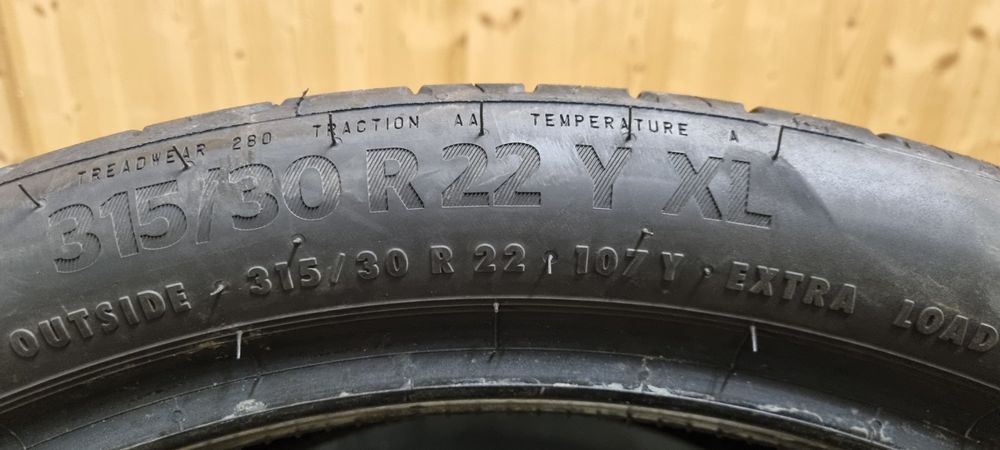 TREADWEAR 280 TRACTION AA TEMPERATURE A
315/30 R 22 Y XL
OUTSIDE · 315/30 R 22 · 107 Y · EXTRA LOAD